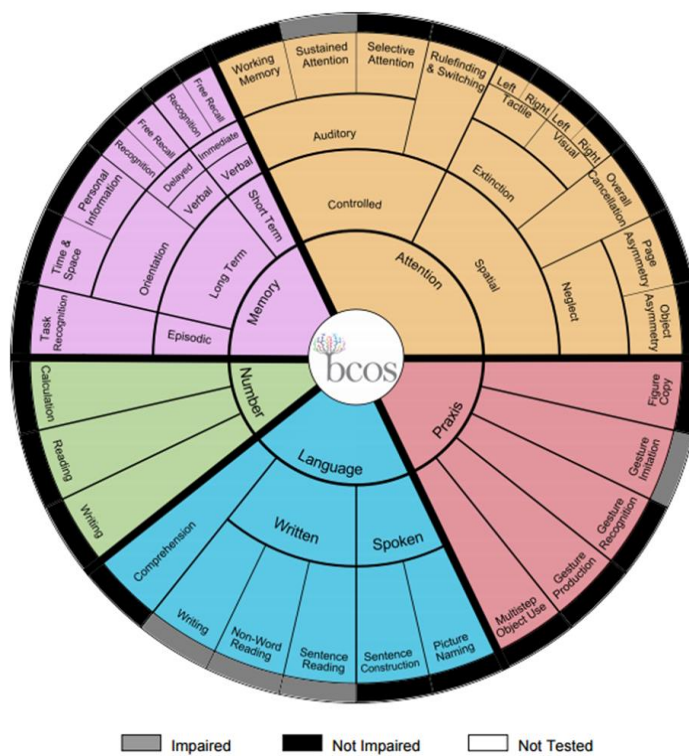 bcos
Attention
Controlled
Auditory
Working
Memory
Sustained
Attention
Selective
Attention
Rulefinding
& Switching
Spatial
Extinction
Tactile
Left
Right
Visual
Left
Right
Neglect
Overall
Cancellation
Page
Asymmetry
Object
Asymmetry
Praxis
Figure
Copy
Gesture
Imitation
Gesture
Recognition
Gesture
Production
Multistep
Object Use
Language
Spoken
Picture
Naming
Sentence
Construction
Written
Sentence
Reading
Non-Word
Reading
Writing
Comprehension
Number
Writing
Reading
Calculation
Memory
Episodic
Task
Recognition
Long Term
Orientation
Time &
Space
Personal
Information
Verbal
Delayed
Recognition
Free Recall
Short Term
Verbal
Immediate
Recognition
Free Recall
Impaired
Not Impaired
Not Tested